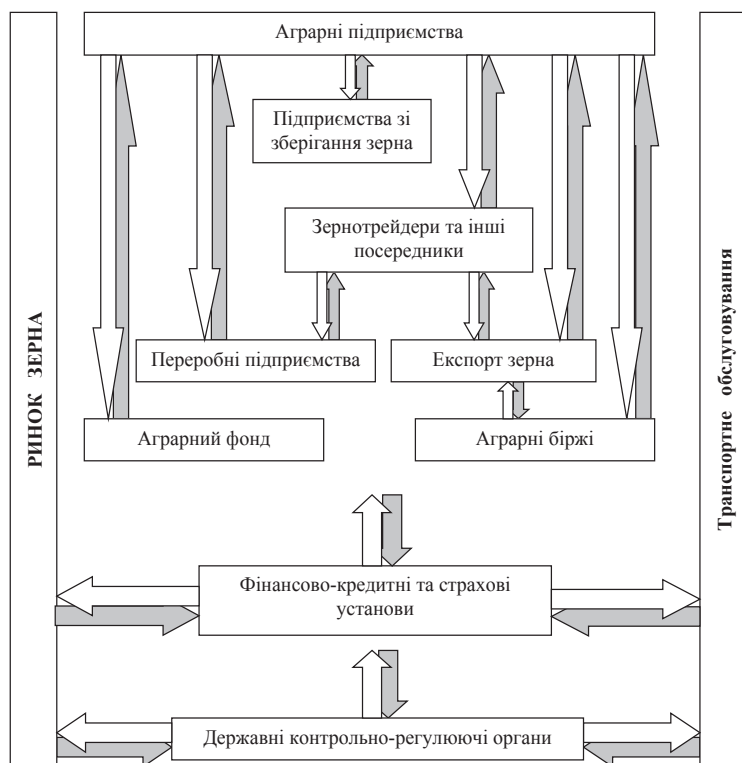 Аграрні підприємства
Підприємства зі
зберігання зерна
Зернотрейдери та інші
посередники
Переробні підприємства
Експорт зерна
Аграрний фонд
Аграрні біржі
РИНОК ЗЕРНА
Транспортне обслуговування
Фінансово-кредитні та страхові
установи
Державні контрольно-регулюючі органи